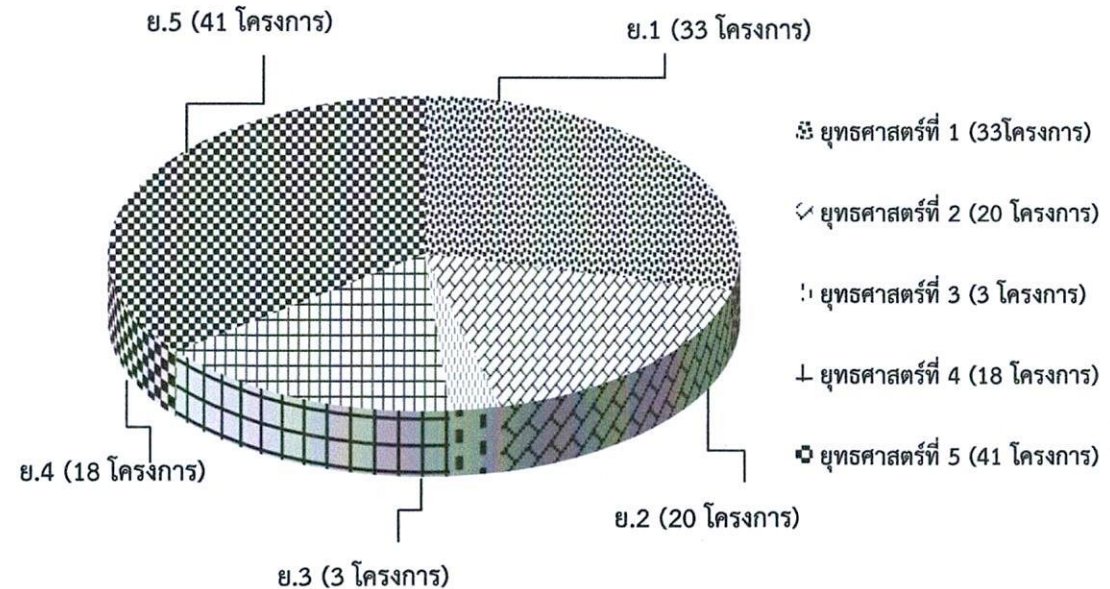 ย.5 (41 โครงการ)
ย.1 (33 โครงการ)
ยุทธศาสตร์ที่ 1 (33โครงการ)
ยุทธศาสตร์ที่ 2 (20 โครงการ)
ยุทธศาสตร์ที่ 3 (3 โครงการ)
ยุทธศาสตร์ที่ 4 (18 โครงการ)
ยุทธศาสตร์ที่ 5 (41 โครงการ)
ย.4 (18 โครงการ)
ย.2 (20 โครงการ)
ย.3 (3 โครงการ)